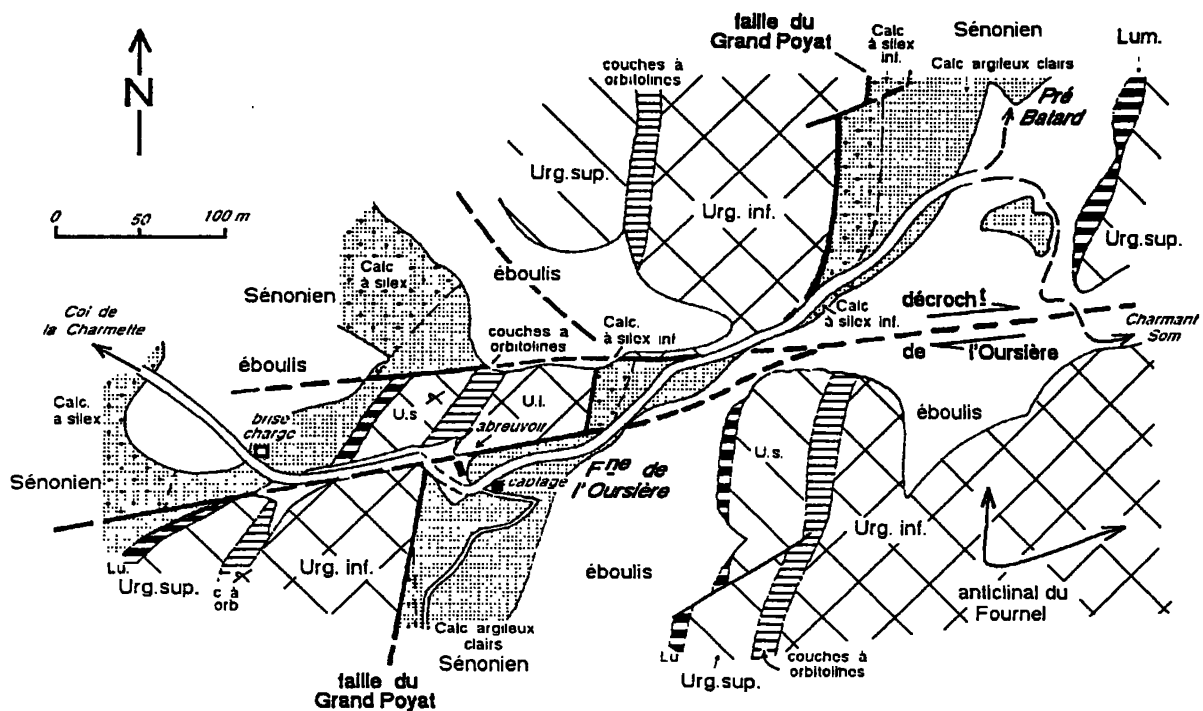 faille du
Grand Poyat
Calc
à silex
inf.
Sénonien
Lum.
couches à
orbitolines
Calc argileux clairs
Pré
Batard
N
Urg.sup.
Urg. inf.
0 50 100 m
Urg.sup.
Calc
à silex
éboulis
Sénonien
Calc
à silex inf.
décroch.t
Col de
la Charmette
couches a
orbitolines
Calc.
à silex inf
Charmant
Som
de l'Oursière
éboulis
Calc.
à silex
U.s
U.i.
éboulis
brise
charge
abreuvoir
U.s.
Sénonien
captage
Fne de
l'Oursière
Urg. inf.
Lu.
Urg.sup.
c à
orb
Urg. inf.
éboulis
anticlinal du
Fournel
Calc argileux
clairs
Sénonien
Lu
Urg.sup.
couches à
orbitolines
faille du
Grand Poyat